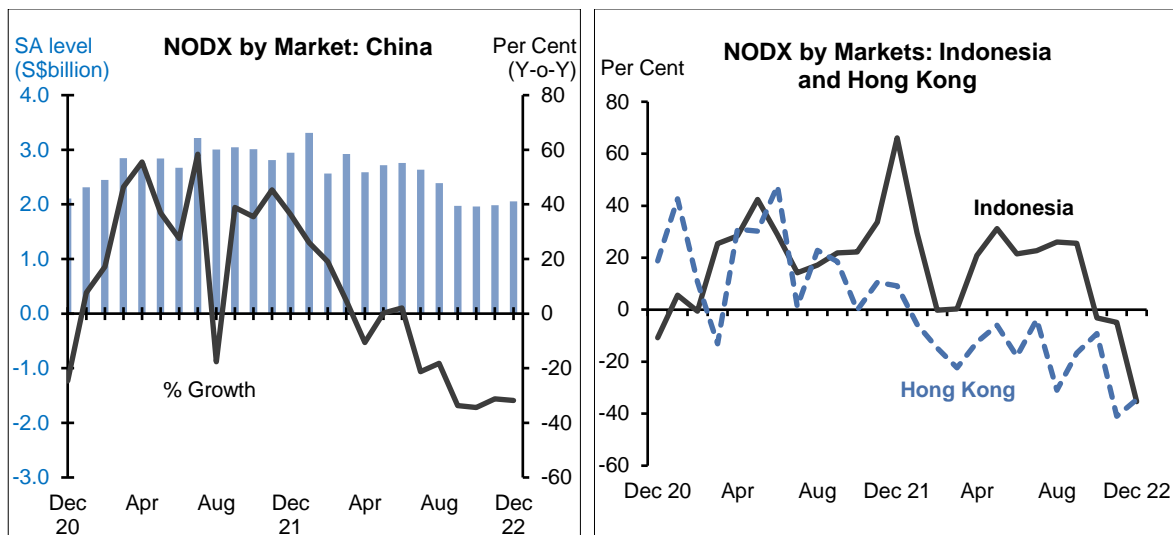 SA level
(S$billion)
NODX by Market: China
Per Cent
(Y-o-Y)
4.0
3.0
2.0
1.0
0.0
-1.0
-2.0
-3.0
80
60
40
20
0
-20
-40
-60
% Growth
Dec
20
Apr
Aug
Dec
21
Apr
Aug
Dec
22
NODX by Markets: Indonesia
and Hong Kong
Per Cent
80
60
40
20
0
-20
-40
-60
Indonesia
Hong Kong
Dec 20
Apr
Aug
Dec 21
Apr
Aug
Dec 22